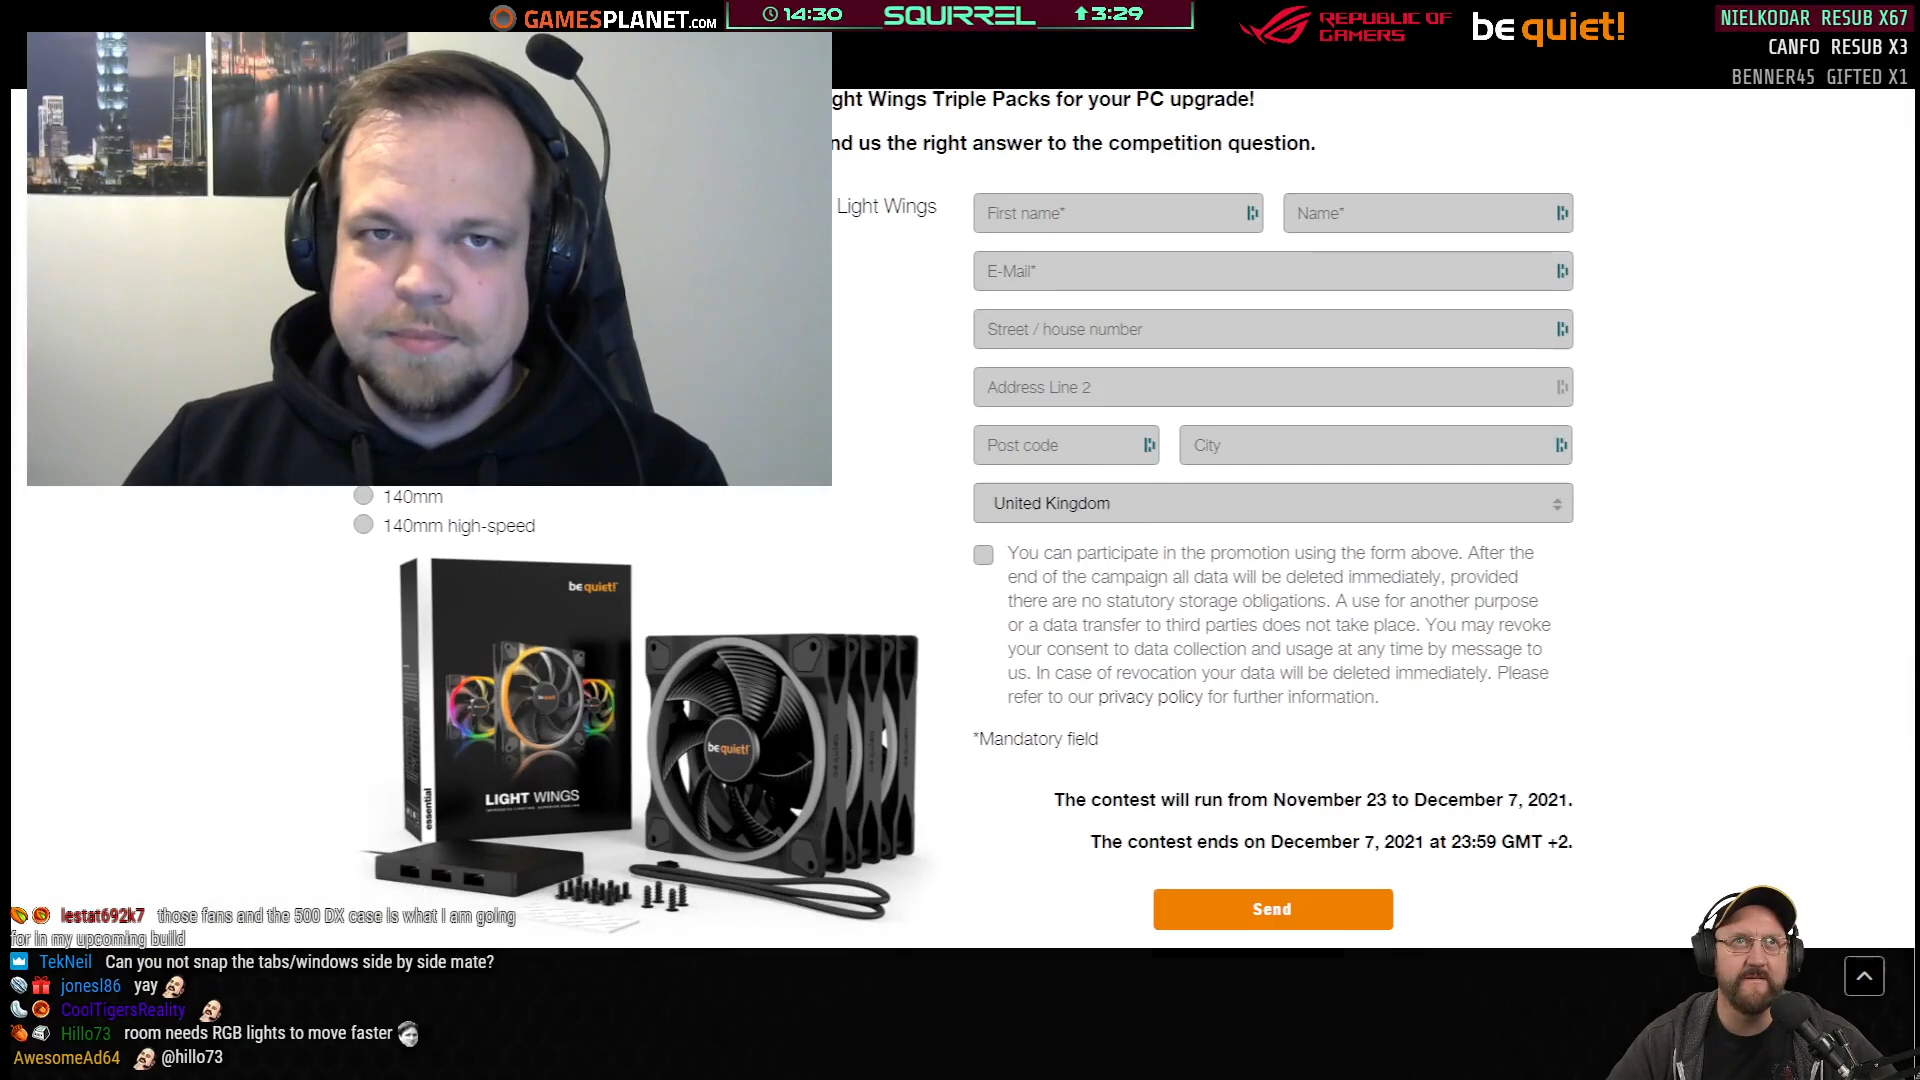 GAMESPLANET.COM
14:30 SQUIRREL 3:29
REPUBLIC OF
GAMERS
be quiet!
NIELKODAR RESUB X67
CANFO RESUB X3
BENNER45 GIFTED X1
ght Wings Triple Packs for your PC upgrade!
nd us the right answer to the competition question.
Light Wings
First name*
Name*
E-Mail*
Street / house number
Address Line 2
Post code
City
United Kingdom
140mm
140mm high-speed
You can participate in the promotion using the form above. After the
end of the campaign all data will be deleted immediately, provided
there are no statutory storage obligations. A use for another purpose
or a data transfer to third parties does not take place. You may revoke
your consent to data collection and usage at any time by message to
us. In case of revocation your data will be deleted immediately. Please
refer to our privacy policy for further information.
*Mandatory field
The contest will run from November 23 to December 7, 2021.
The contest ends on December 7, 2021 at 23:59 GMT +2.
Send
be quiet!
LIGHT WINGS
essential
be quiet!
lestat692k7 those fans and the 500 DX case is what I am going
for in my upcoming build
TekNeil Can you not snap the tabs/windows side by side mate?
jonesl86 yay
CoolTigersReality
Hillo73 room needs RGB lights to move faster
AwesomeAd64 @hillo73